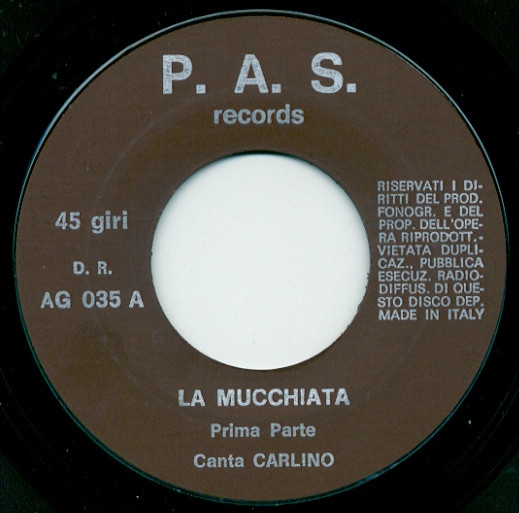 P. A. S.
records
45 giri
D. R.
AG 035 A
RISERVATI I DI-
RITTI DEL PROD.
FONOGR. E DEL
PROP. DELL'OPE-
RA RIPRODOTT.-
VIETATA DUPLI-
CAZ., PUBBLICA
ESECUZ. RADIO-
DIFFUS. DI QUE-
STO DISCO DEP.
MADE IN ITALY
LA MUCCHIATA
Prima Parte
Canta CARLINO